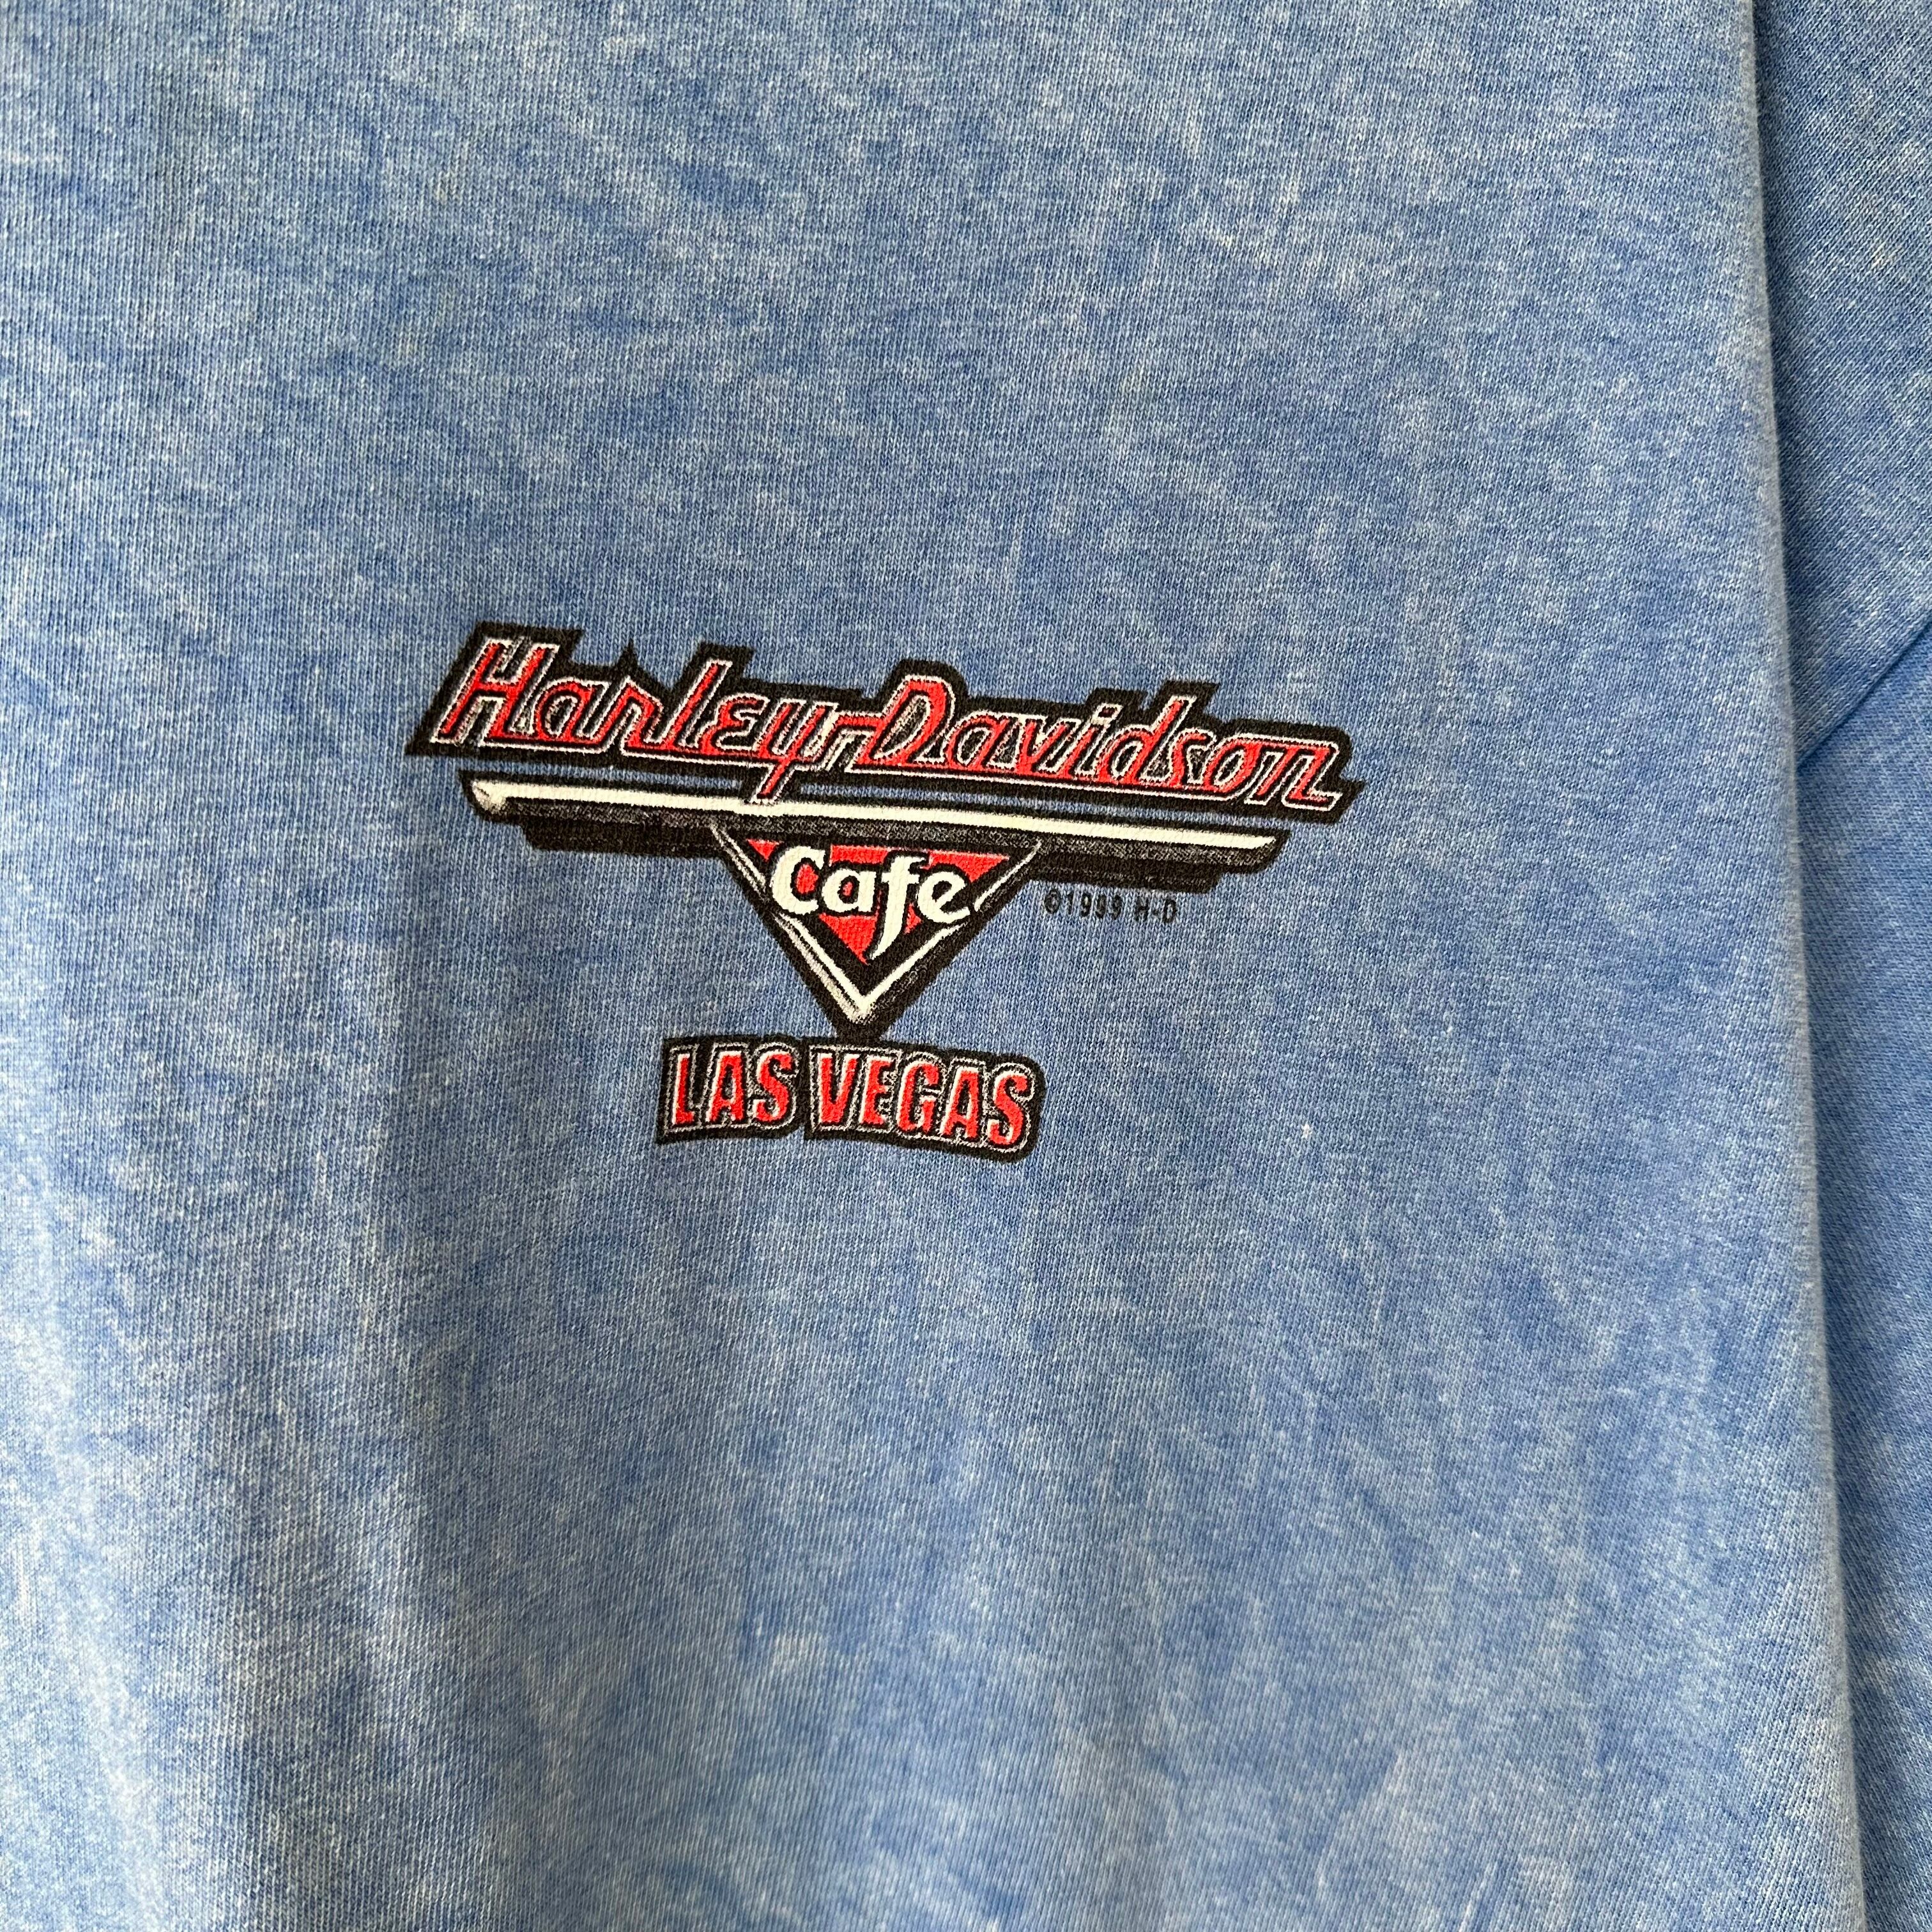 Harley-Davidson
Cafe
©1999 H-D
LAS VEGAS